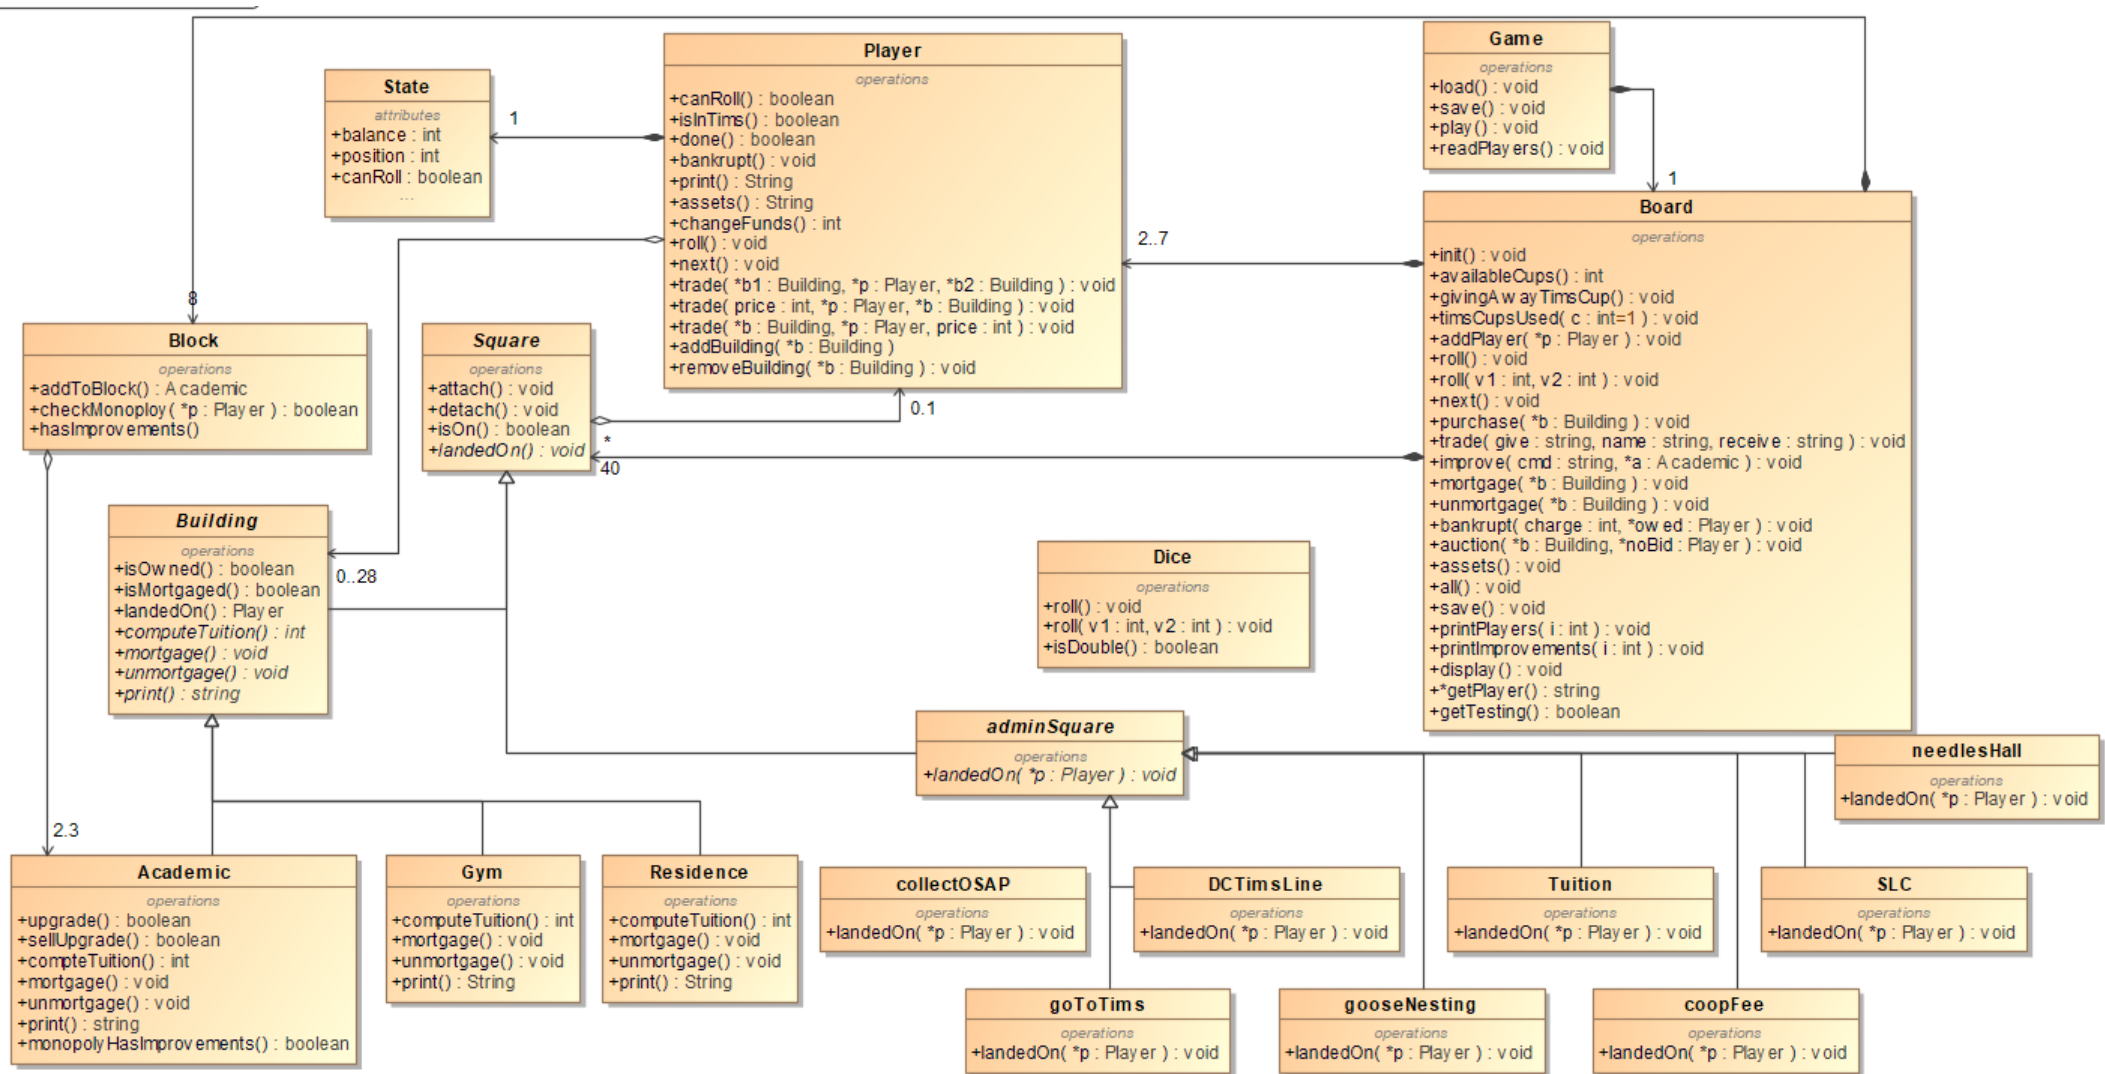 State
attributes
+balance : int
+position : int
+canRoll : boolean
...
1
Player
operations
+canRoll() : boolean
+isInTims() : boolean
+done() : boolean
+bankrupt() : void
+print() : String
+assets() : String
+changeFunds() : int
+roll() : void
+next() : void
+trade( *b1 : Building, *p : Player, *b2 : Building ) : void
+trade( price : int, *p : Player, *b : Building ) : void
+trade( *b : Building, *p : Player, price : int ) : void
+addBuilding( *b : Building )
+removeBuilding( *b : Building ) : void
Game
operations
+load() : void
+save() : void
+play() : void
+readPlayers() : void
1
2..7
Board
operations
+init() : void
+availableCups() : int
+givingAwayTimsCup() : void
+timsCupsUsed( c : int=1 ) : void
+addPlayer( *p : Player ) : void
+roll() : void
+roll( v1 : int, v2 : int ) : void
+next() : void
+purchase( *b : Building ) : void
+trade( give : string, name : string, receive : string ) : void
+improve( cmd : string, *a : Academic ) : void
+mortgage( *b : Building ) : void
+unmortgage( *b : Building ) : void
+bankrupt( charge : int, *owed : Player ) : void
+auction( *b : Building, *noBid : Player ) : void
+assets() : void
+all() : void
+save() : void
+printPlayers( i : int ) : void
+printImprovements( i : int ) : void
+display() : void
+*getPlayer() : string
+getTesting() : boolean
8
Block
operations
+addToBlock() : Academic
+checkMonoploy( *p : Player ) : boolean
+hasImprovements()
Square
operations
+attach() : void
+detach() : void
+isOn() : boolean
+landedOn() : void
0.1
*
40
Building
operations
+isOwned() : boolean
+isMortgaged() : boolean
+landedOn() : Player
+computeTuition() : int
+mortgage() : void
+unmortgage() : void
+print() : string
0..28
Dice
operations
+roll() : void
+roll( v1 : int, v2 : int ) : void
+isDouble() : boolean
adminSquare
operations
+landedOn( *p : Player ) : void
needlesHall
operations
+landedOn( *p : Player ) : void
2.3
Academic
operations
+upgrade() : boolean
+sellUpgrade() : boolean
+compteTuition() : int
+mortgage() : void
+unmortgage() : void
+print() : string
+monopolyHasImprovements() : boolean
Gym
operations
+computeTuition() : int
+mortgage() : void
+unmortgage() : void
+print() : String
Residence
operations
+computeTuition() : int
+mortgage() : void
+unmortgage() : void
+print() : String
collectOSAP
operations
+landedOn( *p : Player ) : void
DCTimsLine
operations
+landedOn( *p : Player ) : void
Tuition
operations
+landedOn( *p : Player ) : void
SLC
operations
+landedOn( *p : Player ) : void
goToTims
operations
+landedOn( *p : Player ) : void
gooseNesting
operations
+landedOn( *p : Player ) : void
coopFee
operations
+landedOn( *p : Player ) : void